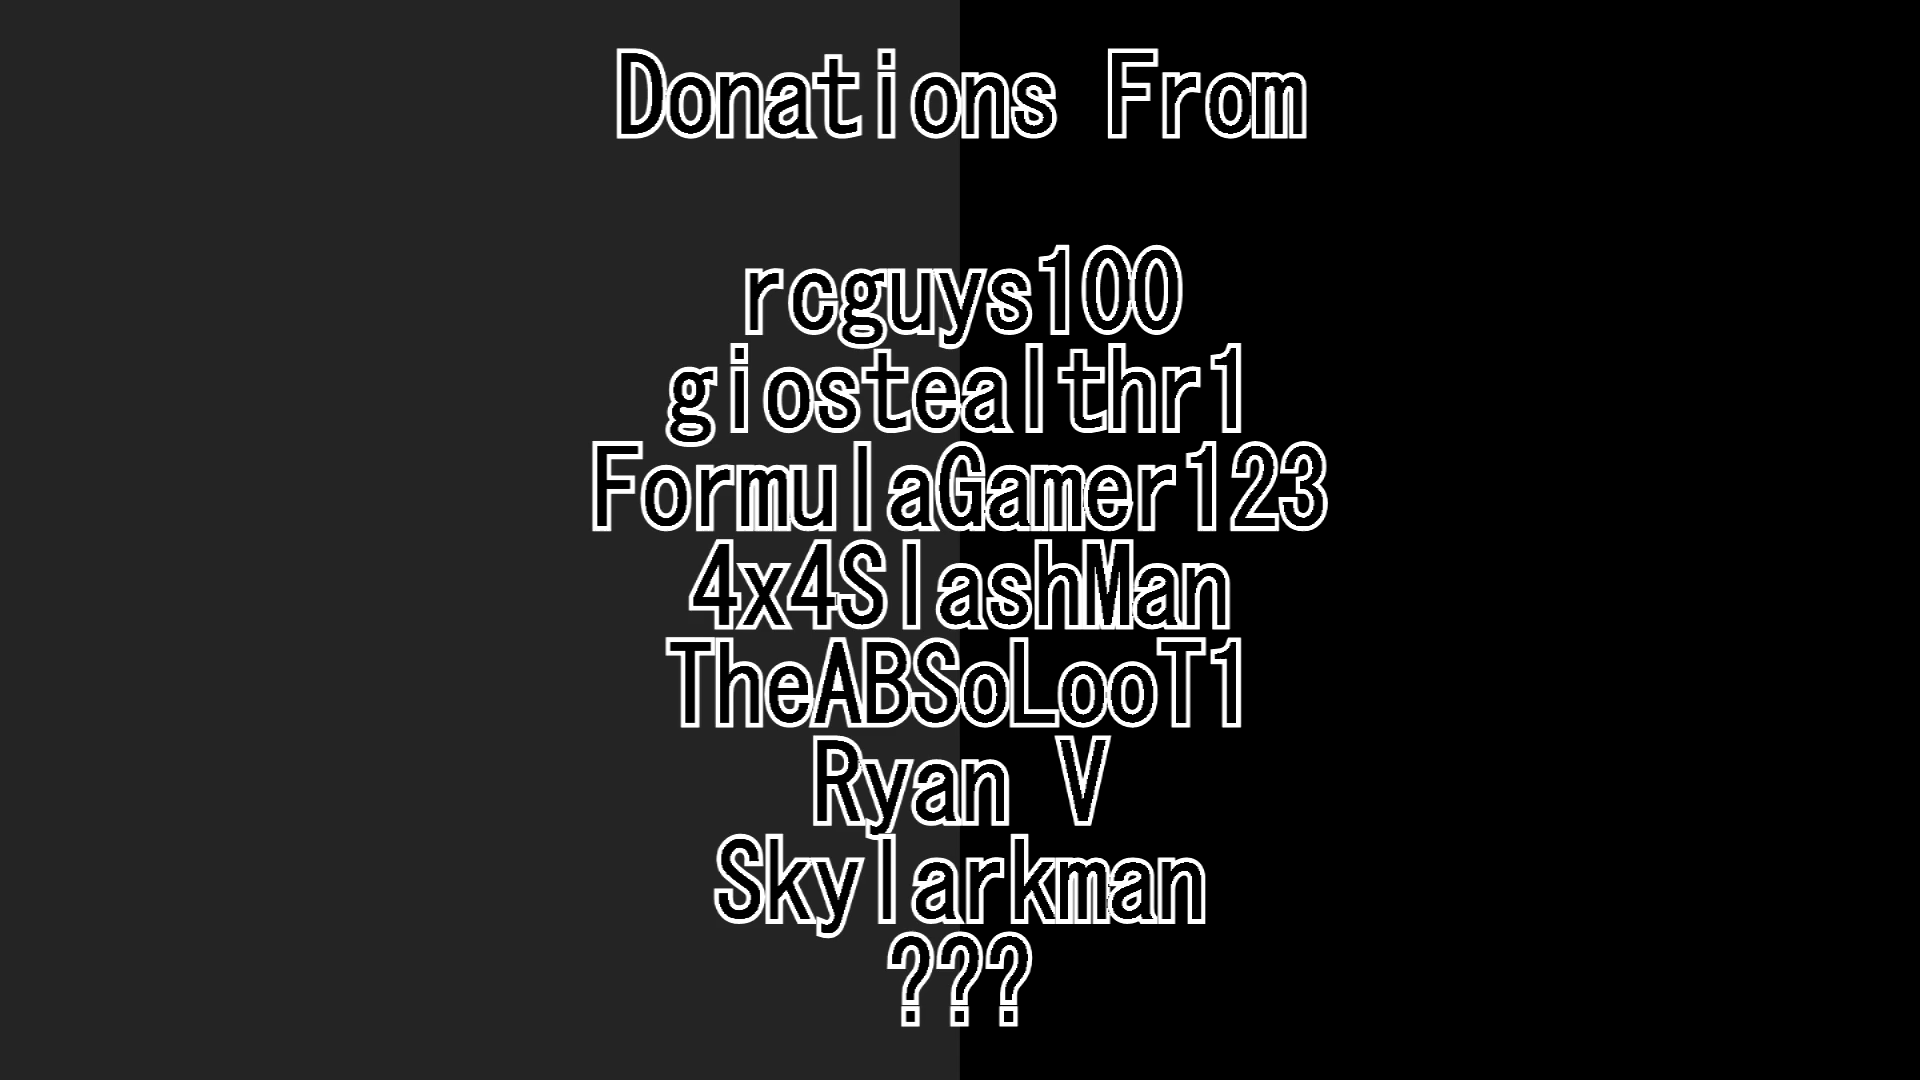 Donations From
rcguys100
giostealthr1
FormulaGamer123
4x4SlashMan
TheABSoLooT1
Ryan V
Skylarkman
???